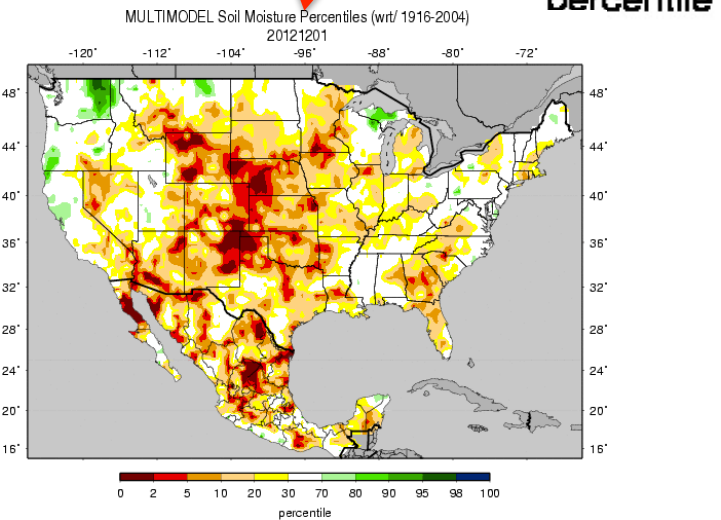 percentile
MULTIMODEL Soil Moisture Percentiles (wrt/ 1916-2004)
20121201
-120° -112° -104° -96° -88° -80° -72°
48° 48°
44° 44°
40° 40°
36° 36°
32° 32°
28° 28°
24° 24°
20° 20°
16° 16°
0 2 5 10 20 30 70 80 90 95 98 100
percentile